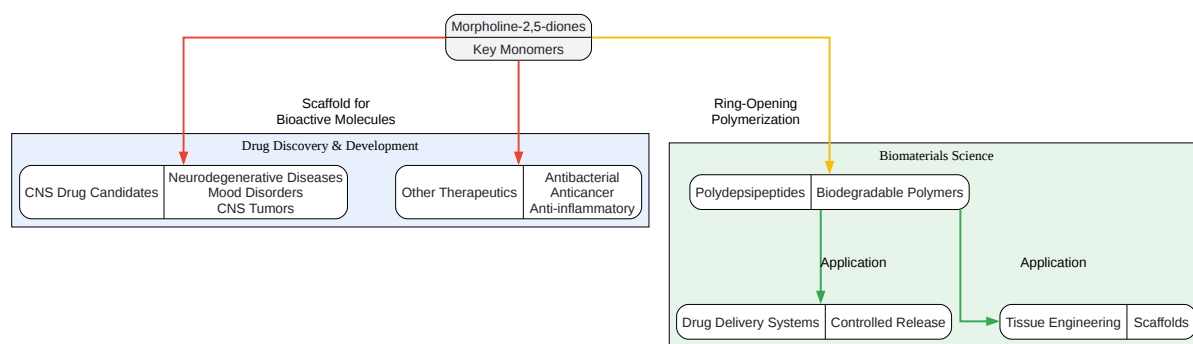 Morpholine-2,5-diones
Key Monomers
Scaffold for
Bioactive Molecules
Ring-Opening
Polymerization
Drug Discovery & Development
CNS Drug Candidates
Neurodegenerative Diseases
Mood Disorders
CNS Tumors
Other Therapeutics
Antibacterial
Anticancer
Anti-inflammatory
Biomaterials Science
Polydepsipeptides
Biodegradable Polymers
Application
Application
Drug Delivery Systems
Controlled Release
Tissue Engineering
Scaffolds